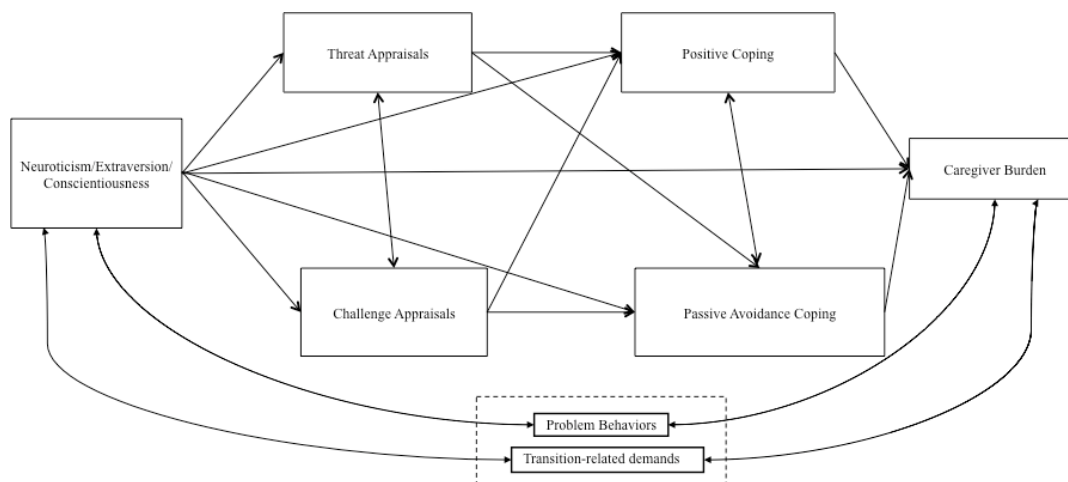 Threat Appraisals
Positive Coping
Neuroticism/Extraversion/
Conscientiousness
Caregiver Burden
Challenge Appraisals
Passive Avoidance Coping
Problem Behaviors
Transition-related demands